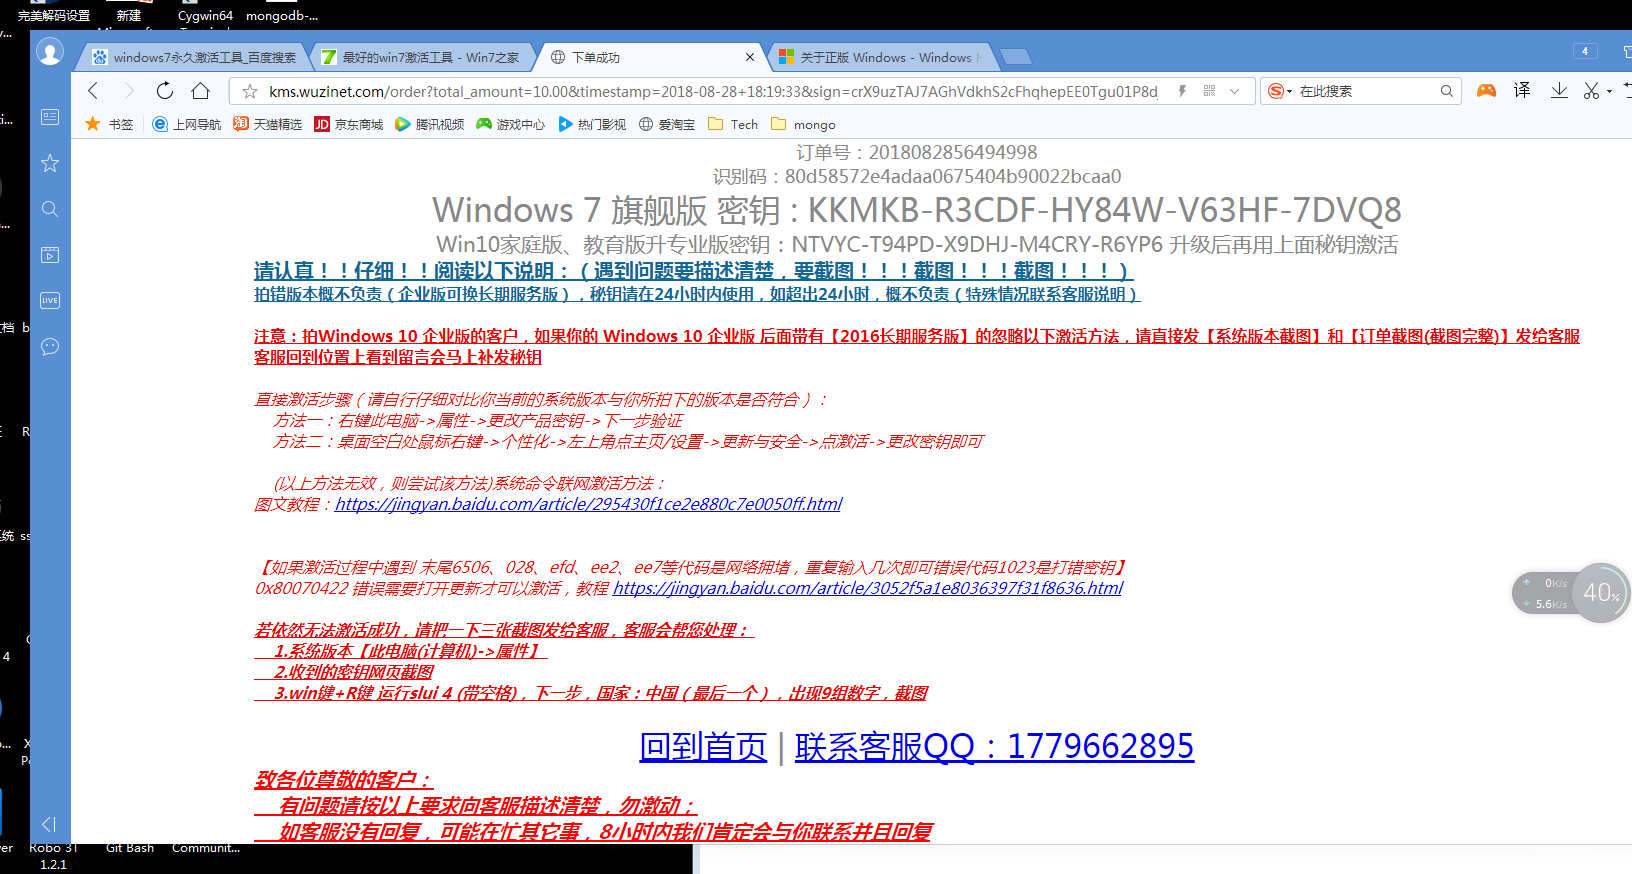 完美解码设置 新建 Cygwin64 mongodb-...
windows7永久激活工具_百度搜索 最好的win7激活工具 - Win7之家 下单成功 关于正版 Windows - Windows 4
kms.wuzinet.com/order?total_amount=10.00&timestamp=2018-08-28+18:19:33&sign=crX9uzTAJ7AGhVdkhS2cFhqhepEE0Tgu01P8d 在此搜索 译
书签 上网导航 天猫精选 京东商城 腾讯视频 游戏中心 热门影视 爱淘宝 Tech mongo
订单号：2018082856494998
识别码：80d58572e4adaa0675404b90022bcaa0
Windows 7 旗舰版 密钥：KKMKB-R3CDF-HY84W-V63HF-7DVQ8
Win10家庭版、教育版升专业版密钥：NTVYC-T94PD-X9DHJ-M4CRY-R6YP6 升级后再用上面秘钥激活
请认真！！仔细！！阅读以下说明：（遇到问题要描述清楚，要截图！！！截图！！！截图！！！）
拍错版本概不负责（企业版可换长期服务版），秘钥请在24小时内使用，如超出24小时，概不负责（特殊情况联系客服说明）
注意：拍Windows 10 企业版的客户，如果你的 Windows 10 企业版 后面带有【2016长期服务版】的忽略以下激活方法，请直接发【系统版本截图】和【订单截图(截图完整)】发给客服
客服回到位置上看到留言会马上补发秘钥
直接激活步骤（请自行仔细对比你当前的系统版本与你所拍下的版本是否符合）：
方法一：右键此电脑->属性->更改产品密钥->下一步验证
方法二：桌面空白处鼠标右键->个性化->左上角点主页/设置->更新与安全->点激活->更改密钥即可
(以上方法无效，则尝试该方法)系统命令联网激活方法：
图文教程：https://jingyan.baidu.com/article/295430f1ce2e880c7e0050ff.html
【如果激活过程中遇到 末尾6506、028、efd、ee2、ee7等代码是网络拥堵，重复输入几次即可错误代码1023是打错密钥】
0x80070422 错误需要打开更新才可以激活，教程 https://jingyan.baidu.com/article/3052f5a1e8036397f31f8636.html
0K/s
5.6K/s
40%
若依然无法激活成功，请把一下三张截图发给客服，客服会帮您处理：
1.系统版本【此电脑(计算机)->属性】
2.收到的密钥网页截图
3.win键+R键 运行slui 4 (带空格)，下一步，国家：中国（最后一个），出现9组数字，截图
回到首页 | 联系客服QQ：1779662895
致各位尊敬的客户：
有问题请按以上要求向客服描述清楚，勿激动；
如客服没有回复，可能在忙其它事，8小时内我们肯定会与你联系并且回复
Robo 3T Git Bash Communit...
1.2.1